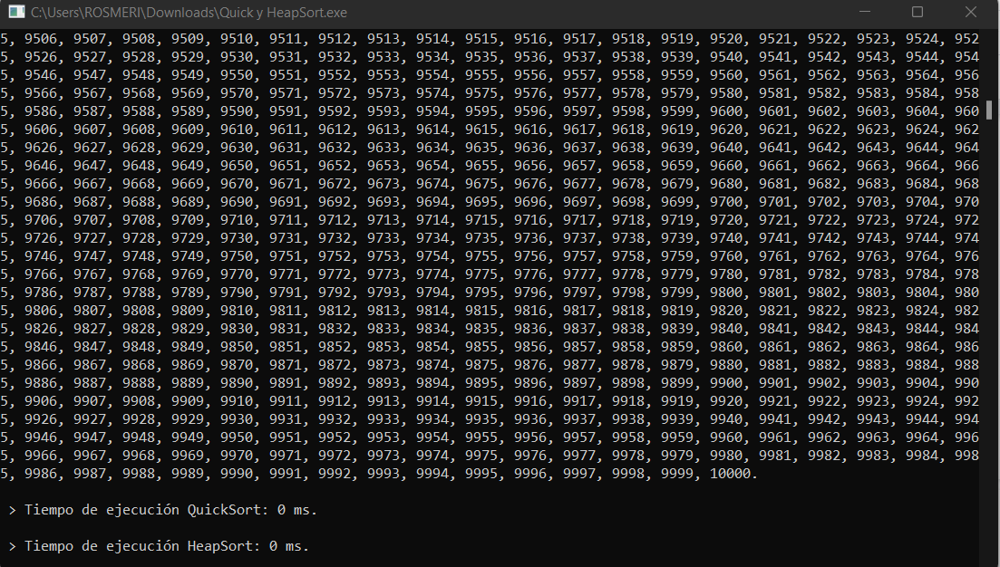 C:\Users\ROSMERI\Downloads\Quick y HeapSort.exe
5, 9506, 9507, 9508, 9509, 9510, 9511, 9512, 9513, 9514, 9515, 9516, 9517, 9518, 9519, 9520, 9521, 9522, 9523, 9524, 952
5, 9526, 9527, 9528, 9529, 9530, 9531, 9532, 9533, 9534, 9535, 9536, 9537, 9538, 9539, 9540, 9541, 9542, 9543, 9544, 954
5, 9546, 9547, 9548, 9549, 9550, 9551, 9552, 9553, 9554, 9555, 9556, 9557, 9558, 9559, 9560, 9561, 9562, 9563, 9564, 956
5, 9566, 9567, 9568, 9569, 9570, 9571, 9572, 9573, 9574, 9575, 9576, 9577, 9578, 9579, 9580, 9581, 9582, 9583, 9584, 958
5, 9586, 9587, 9588, 9589, 9590, 9591, 9592, 9593, 9594, 9595, 9596, 9597, 9598, 9599, 9600, 9601, 9602, 9603, 9604, 960
5, 9606, 9607, 9608, 9609, 9610, 9611, 9612, 9613, 9614, 9615, 9616, 9617, 9618, 9619, 9620, 9621, 9622, 9623, 9624, 962
5, 9626, 9627, 9628, 9629, 9630, 9631, 9632, 9633, 9634, 9635, 9636, 9637, 9638, 9639, 9640, 9641, 9642, 9643, 9644, 964
5, 9646, 9647, 9648, 9649, 9650, 9651, 9652, 9653, 9654, 9655, 9656, 9657, 9658, 9659, 9660, 9661, 9662, 9663, 9664, 966
5, 9666, 9667, 9668, 9669, 9670, 9671, 9672, 9673, 9674, 9675, 9676, 9677, 9678, 9679, 9680, 9681, 9682, 9683, 9684, 968
5, 9686, 9687, 9688, 9689, 9690, 9691, 9692, 9693, 9694, 9695, 9696, 9697, 9698, 9699, 9700, 9701, 9702, 9703, 9704, 970
5, 9706, 9707, 9708, 9709, 9710, 9711, 9712, 9713, 9714, 9715, 9716, 9717, 9718, 9719, 9720, 9721, 9722, 9723, 9724, 972
5, 9726, 9727, 9728, 9729, 9730, 9731, 9732, 9733, 9734, 9735, 9736, 9737, 9738, 9739, 9740, 9741, 9742, 9743, 9744, 974
5, 9746, 9747, 9748, 9749, 9750, 9751, 9752, 9753, 9754, 9755, 9756, 9757, 9758, 9759, 9760, 9761, 9762, 9763, 9764, 976
5, 9766, 9767, 9768, 9769, 9770, 9771, 9772, 9773, 9774, 9775, 9776, 9777, 9778, 9779, 9780, 9781, 9782, 9783, 9784, 978
5, 9786, 9787, 9788, 9789, 9790, 9791, 9792, 9793, 9794, 9795, 9796, 9797, 9798, 9799, 9800, 9801, 9802, 9803, 9804, 980
5, 9806, 9807, 9808, 9809, 9810, 9811, 9812, 9813, 9814, 9815, 9816, 9817, 9818, 9819, 9820, 9821, 9822, 9823, 9824, 982
5, 9826, 9827, 9828, 9829, 9830, 9831, 9832, 9833, 9834, 9835, 9836, 9837, 9838, 9839, 9840, 9841, 9842, 9843, 9844, 984
5, 9846, 9847, 9848, 9849, 9850, 9851, 9852, 9853, 9854, 9855, 9856, 9857, 9858, 9859, 9860, 9861, 9862, 9863, 9864, 986
5, 9866, 9867, 9868, 9869, 9870, 9871, 9872, 9873, 9874, 9875, 9876, 9877, 9878, 9879, 9880, 9881, 9882, 9883, 9884, 988
5, 9886, 9887, 9888, 9889, 9890, 9891, 9892, 9893, 9894, 9895, 9896, 9897, 9898, 9899, 9900, 9901, 9902, 9903, 9904, 990
5, 9906, 9907, 9908, 9909, 9910, 9911, 9912, 9913, 9914, 9915, 9916, 9917, 9918, 9919, 9920, 9921, 9922, 9923, 9924, 992
5, 9926, 9927, 9928, 9929, 9930, 9931, 9932, 9933, 9934, 9935, 9936, 9937, 9938, 9939, 9940, 9941, 9942, 9943, 9944, 994
5, 9946, 9947, 9948, 9949, 9950, 9951, 9952, 9953, 9954, 9955, 9956, 9957, 9958, 9959, 9960, 9961, 9962, 9963, 9964, 996
5, 9966, 9967, 9968, 9969, 9970, 9971, 9972, 9973, 9974, 9975, 9976, 9977, 9978, 9979, 9980, 9981, 9982, 9983, 9984, 998
5, 9986, 9987, 9988, 9989, 9990, 9991, 9992, 9993, 9994, 9995, 9996, 9997, 9998, 9999, 10000.
> Tiempo de ejecución QuickSort: 0 ms.
> Tiempo de ejecución HeapSort: 0 ms.